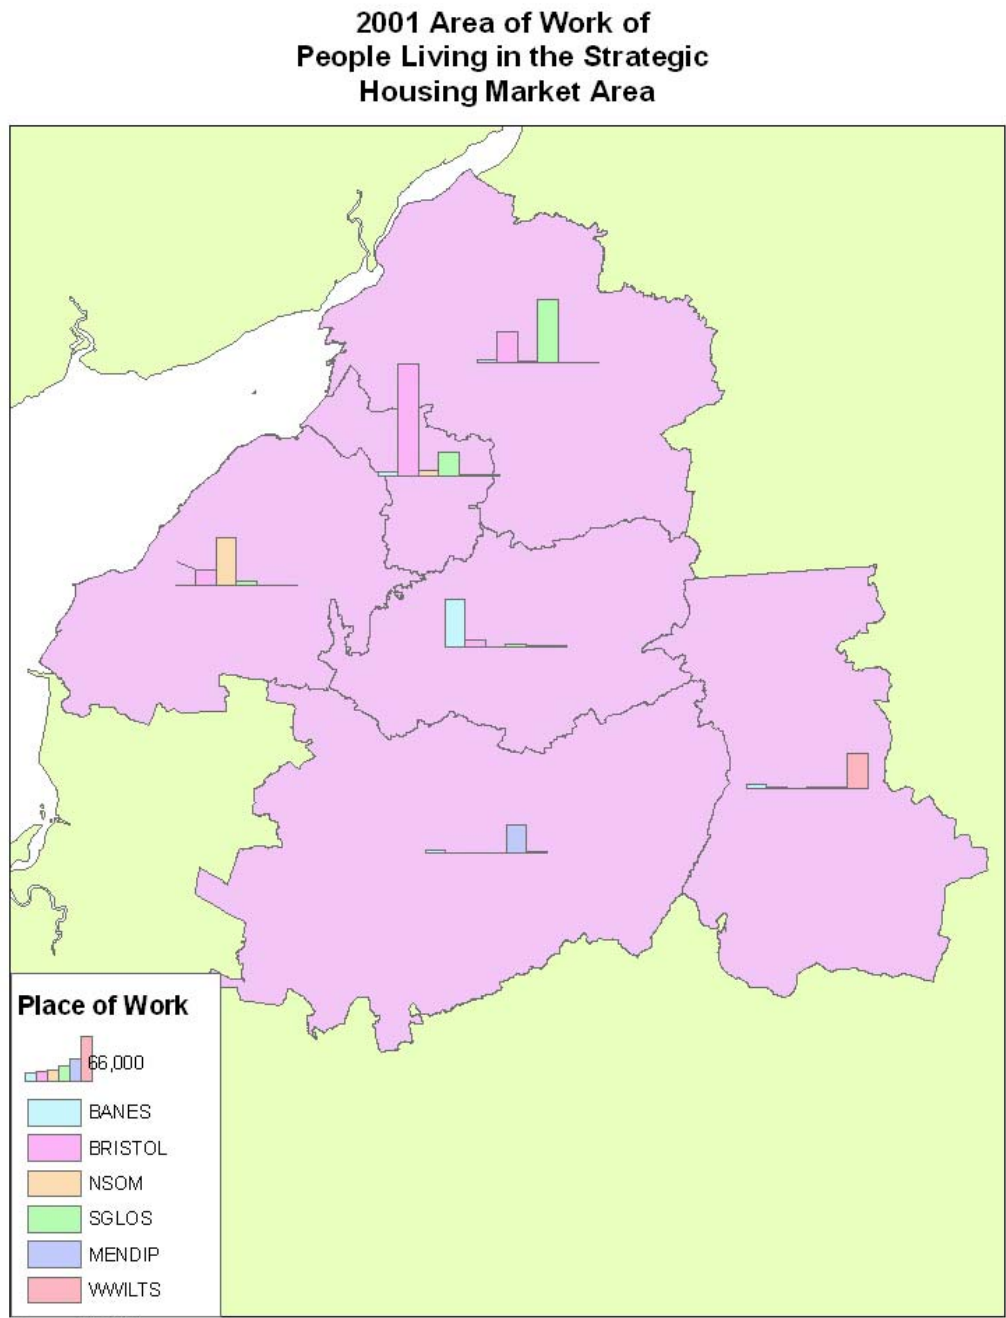 2001 Area of Work of
People Living in the Strategic
Housing Market Area
Place of Work
66,000
BANES
BRISTOL
NSOM
SGLOS
MENDIP
WWILTS